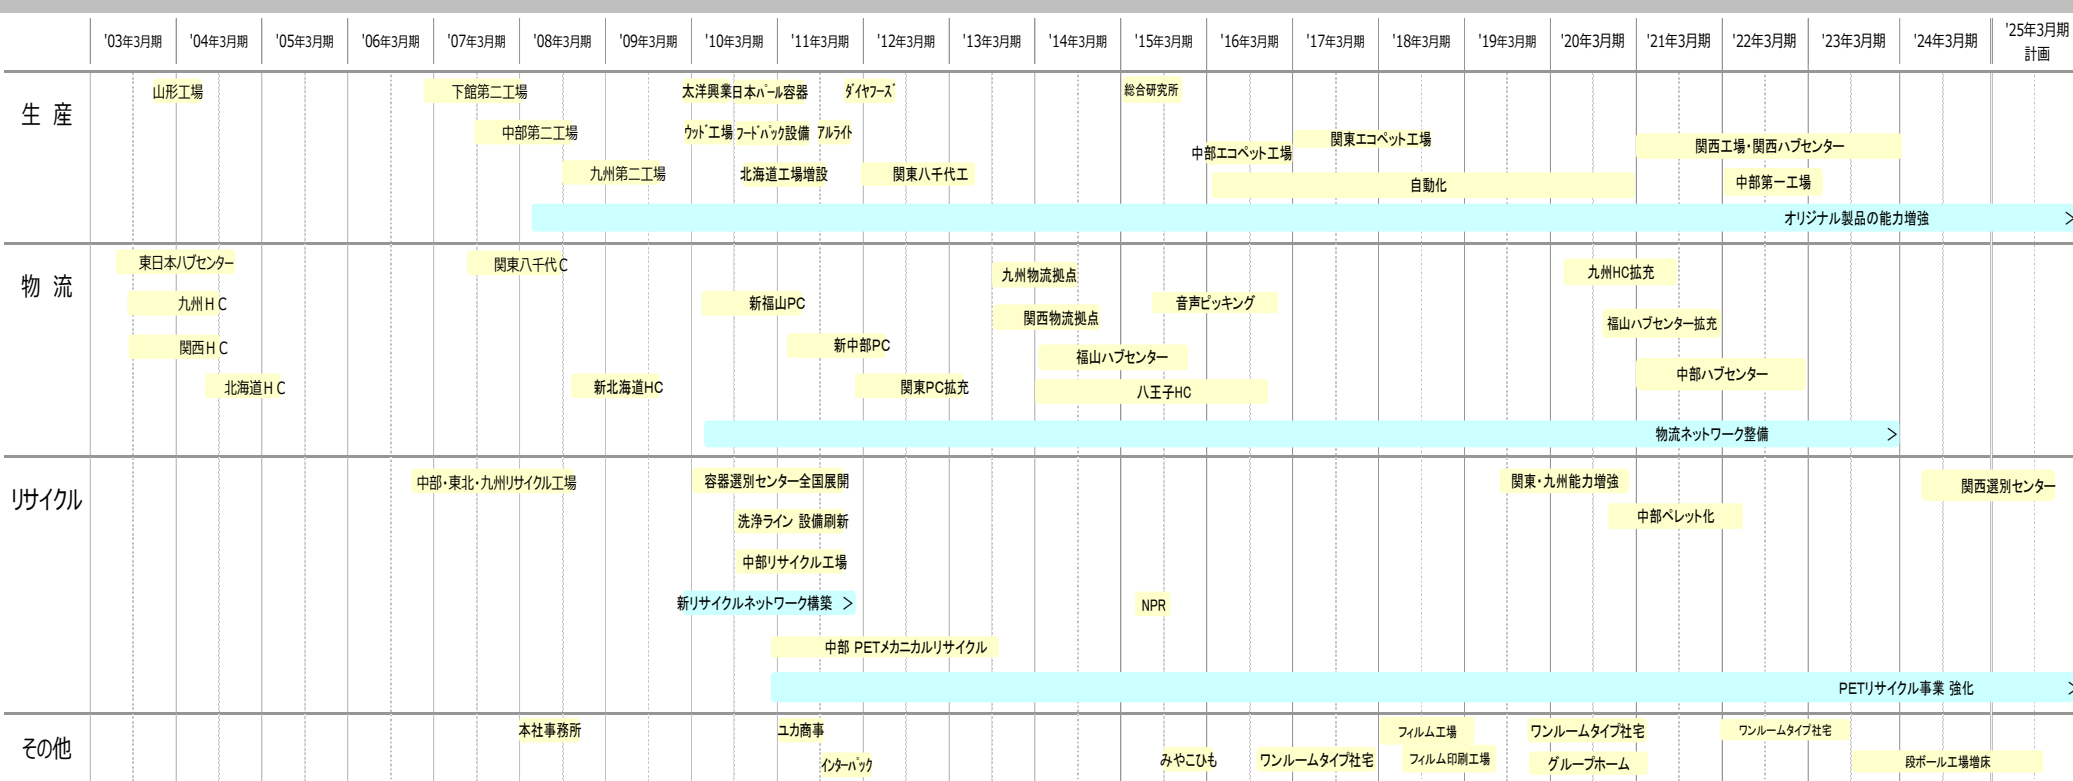 '03年3月期
'04年3月期
'05年3月期
'06年3月期
'07年3月期
'08年3月期
'09年3月期
'10年3月期
'11年3月期
'12年3月期
'13年3月期
'14年3月期
'15年3月期
'16年3月期
'17年3月期
'18年3月期
'19年3月期
'20年3月期
'21年3月期
'22年3月期
'23年3月期
'24年3月期
'25年3月期
計画
生 産
山形工場
下館第二工場
太洋興業
日本パール容器
ダイヤフーズ
総合研究所
中部第二工場
ウッド工場
フードパック設備
アルライト
中部エコペット工場
関東エコペット工場
関西工場・関西ハブセンター
九州第二工場
北海道工場増設
関東八千代工
自動化
中部第一工場
オリジナル製品の能力増強 >
物 流
東日本ハブセンター
関東八千代C
九州物流拠点
九州HC拡充
九州HC
新福山PC
関西物流拠点
音声ピッキング
福山ハブセンター拡充
関西HC
新中部PC
福山ハブセンター
中部ハブセンター
北海道HC
新北海道HC
関東PC拡充
八王子HC
物流ネットワーク整備 >
リサイクル
中部・東北・九州リサイクル工場
容器選別センター全国展開
関東・九州能力増強
関西選別センター
洗浄ライン 設備刷新
中部ペレット化
中部リサイクル工場
新リサイクルネットワーク構築 >
NPR
中部 PETメカニカルリサイクル
PETリサイクル事業 強化 >
その他
本社事務所
ユカ商事
フィルム工場
ワンルームタイプ社宅
ワンルームタイプ社宅
インターパック
みやこひも
ワンルームタイプ社宅
フィルム印刷工場
グループホーム
段ボール工場増床